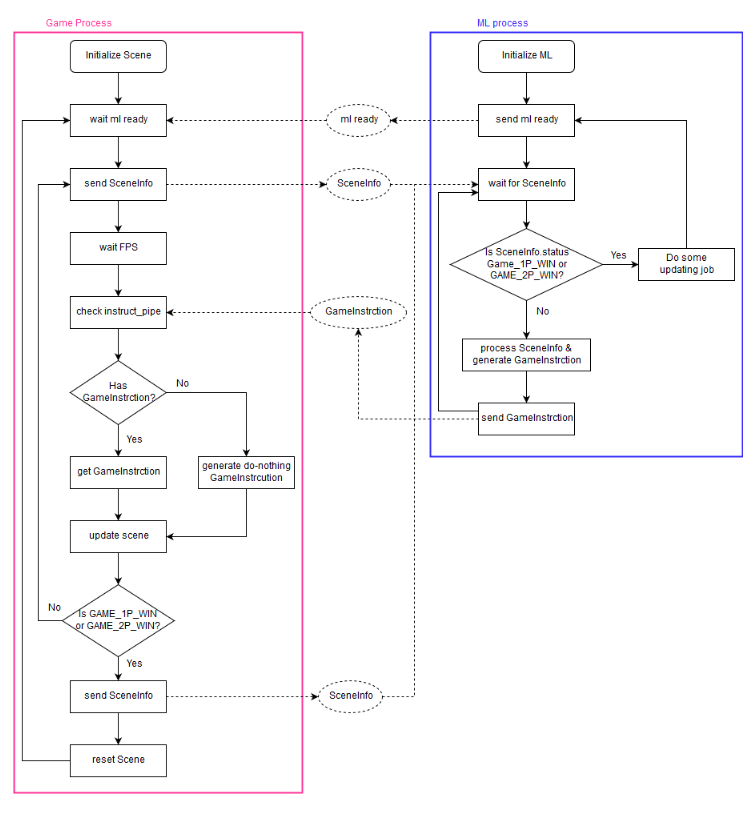 Game Process
Initialize Scene
wait ml ready
send SceneInfo
wait FPS
check instruct_pipe
Has
GameInstrction?
No
Yes
get GameInstrction
generate do-nothing
GameInstrcution
update scene
Is GAME_1P_WIN
or GAME_2P_WIN?
No
Yes
send SceneInfo
reset Scene
ml ready
SceneInfo
GameInstrction
SceneInfo
ML process
Initialize ML
send ml ready
wait for SceneInfo
Is SceneInfo.status
Game_1P_WIN or
GAME_2P_WIN?
Yes
Do some
updating job
No
process SceneInfo &
generate GameInstrction
send GameInstrction